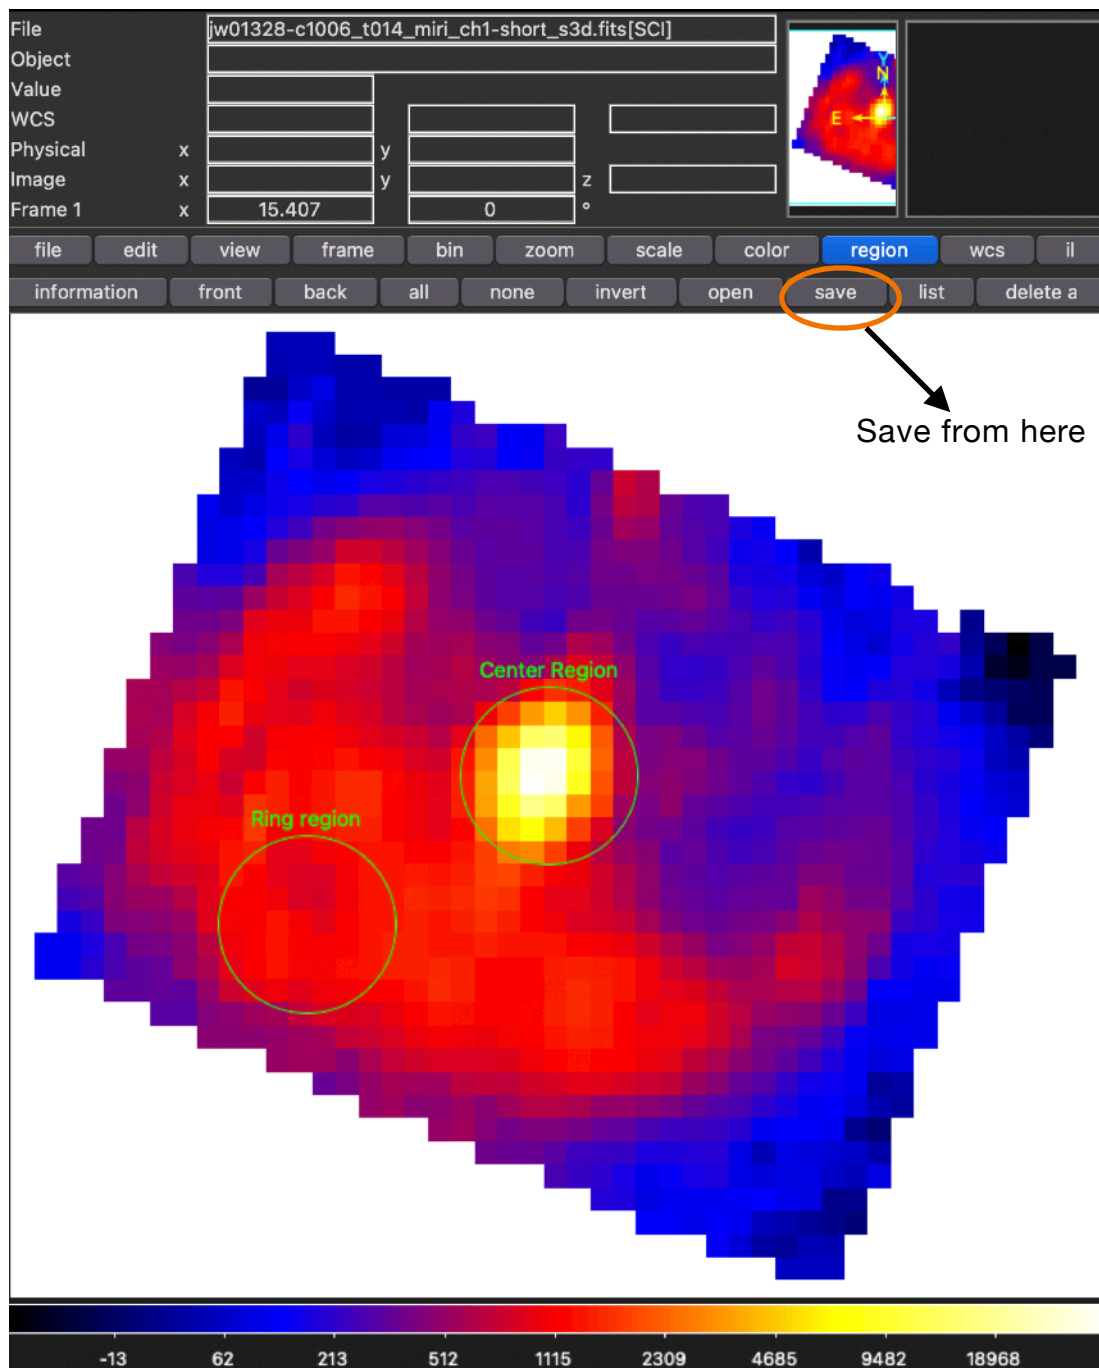 File jw01328-c1006_t014_miri_ch1-short_s3d.fits[SCI]
Object
Value
WCS
Physical x y
Image x y z
Frame 1 x 15.407 0 °
Y
N
E
file edit view frame bin zoom scale color region wcs il
information front back all none invert open save list delete a
Save from here
Center Region
Ring region
-13 62 213 512 1115 2309 4685 9482 18968